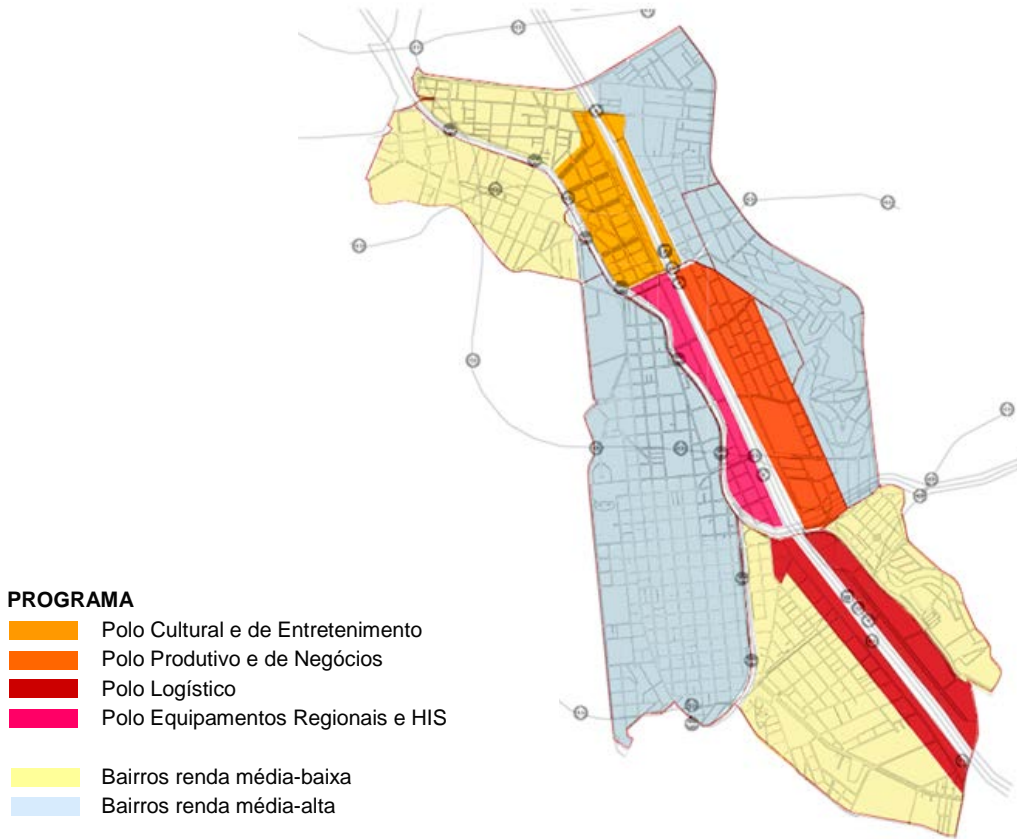 PROGRAMA
Polo Cultural e de Entretenimento
Polo Produtivo e de Negócios
Polo Logístico
Polo Equipamentos Regionais e HIS
Bairros renda média-baixa
Bairros renda média-alta